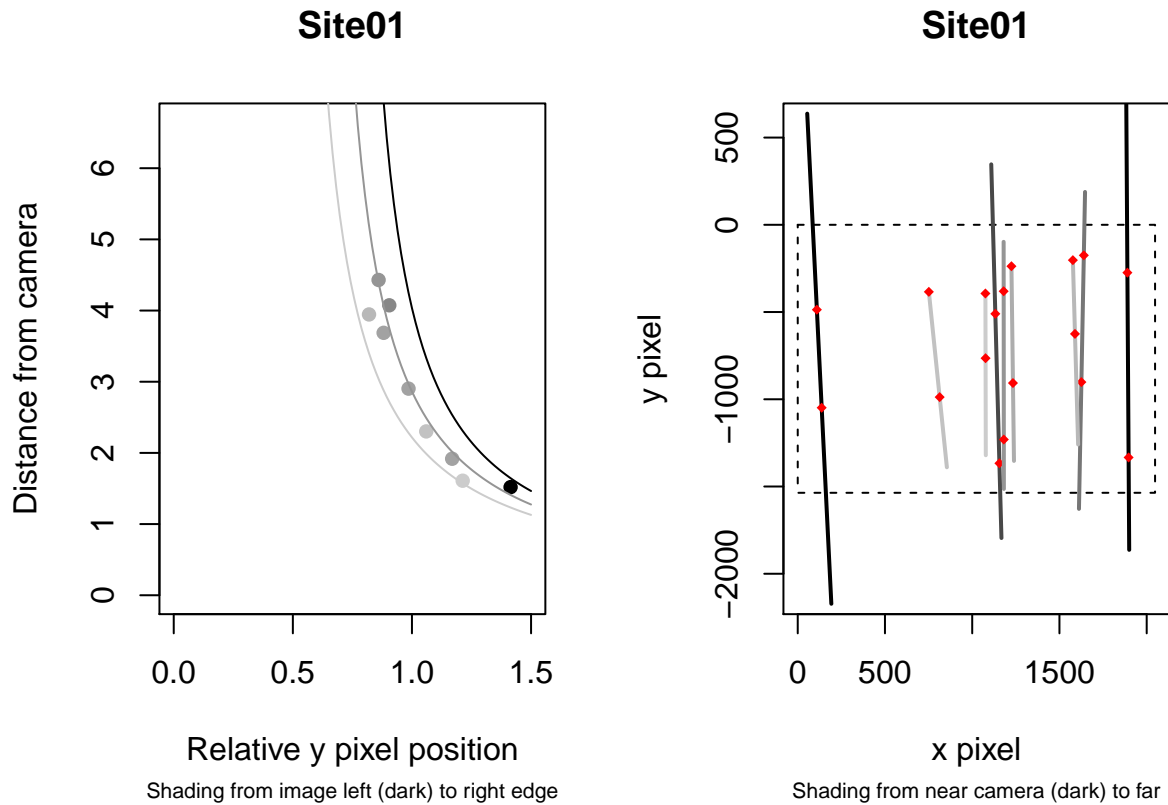 Site01
Distance from camera
6
5
4
3
2
1
0
0.0 0.5 1.0 1.5
Relative y pixel position
Shading from image left (dark) to right edge
Site01
y pixel
500
0
−1000
−2000
0 500 1500
x pixel
Shading from near camera (dark) to far